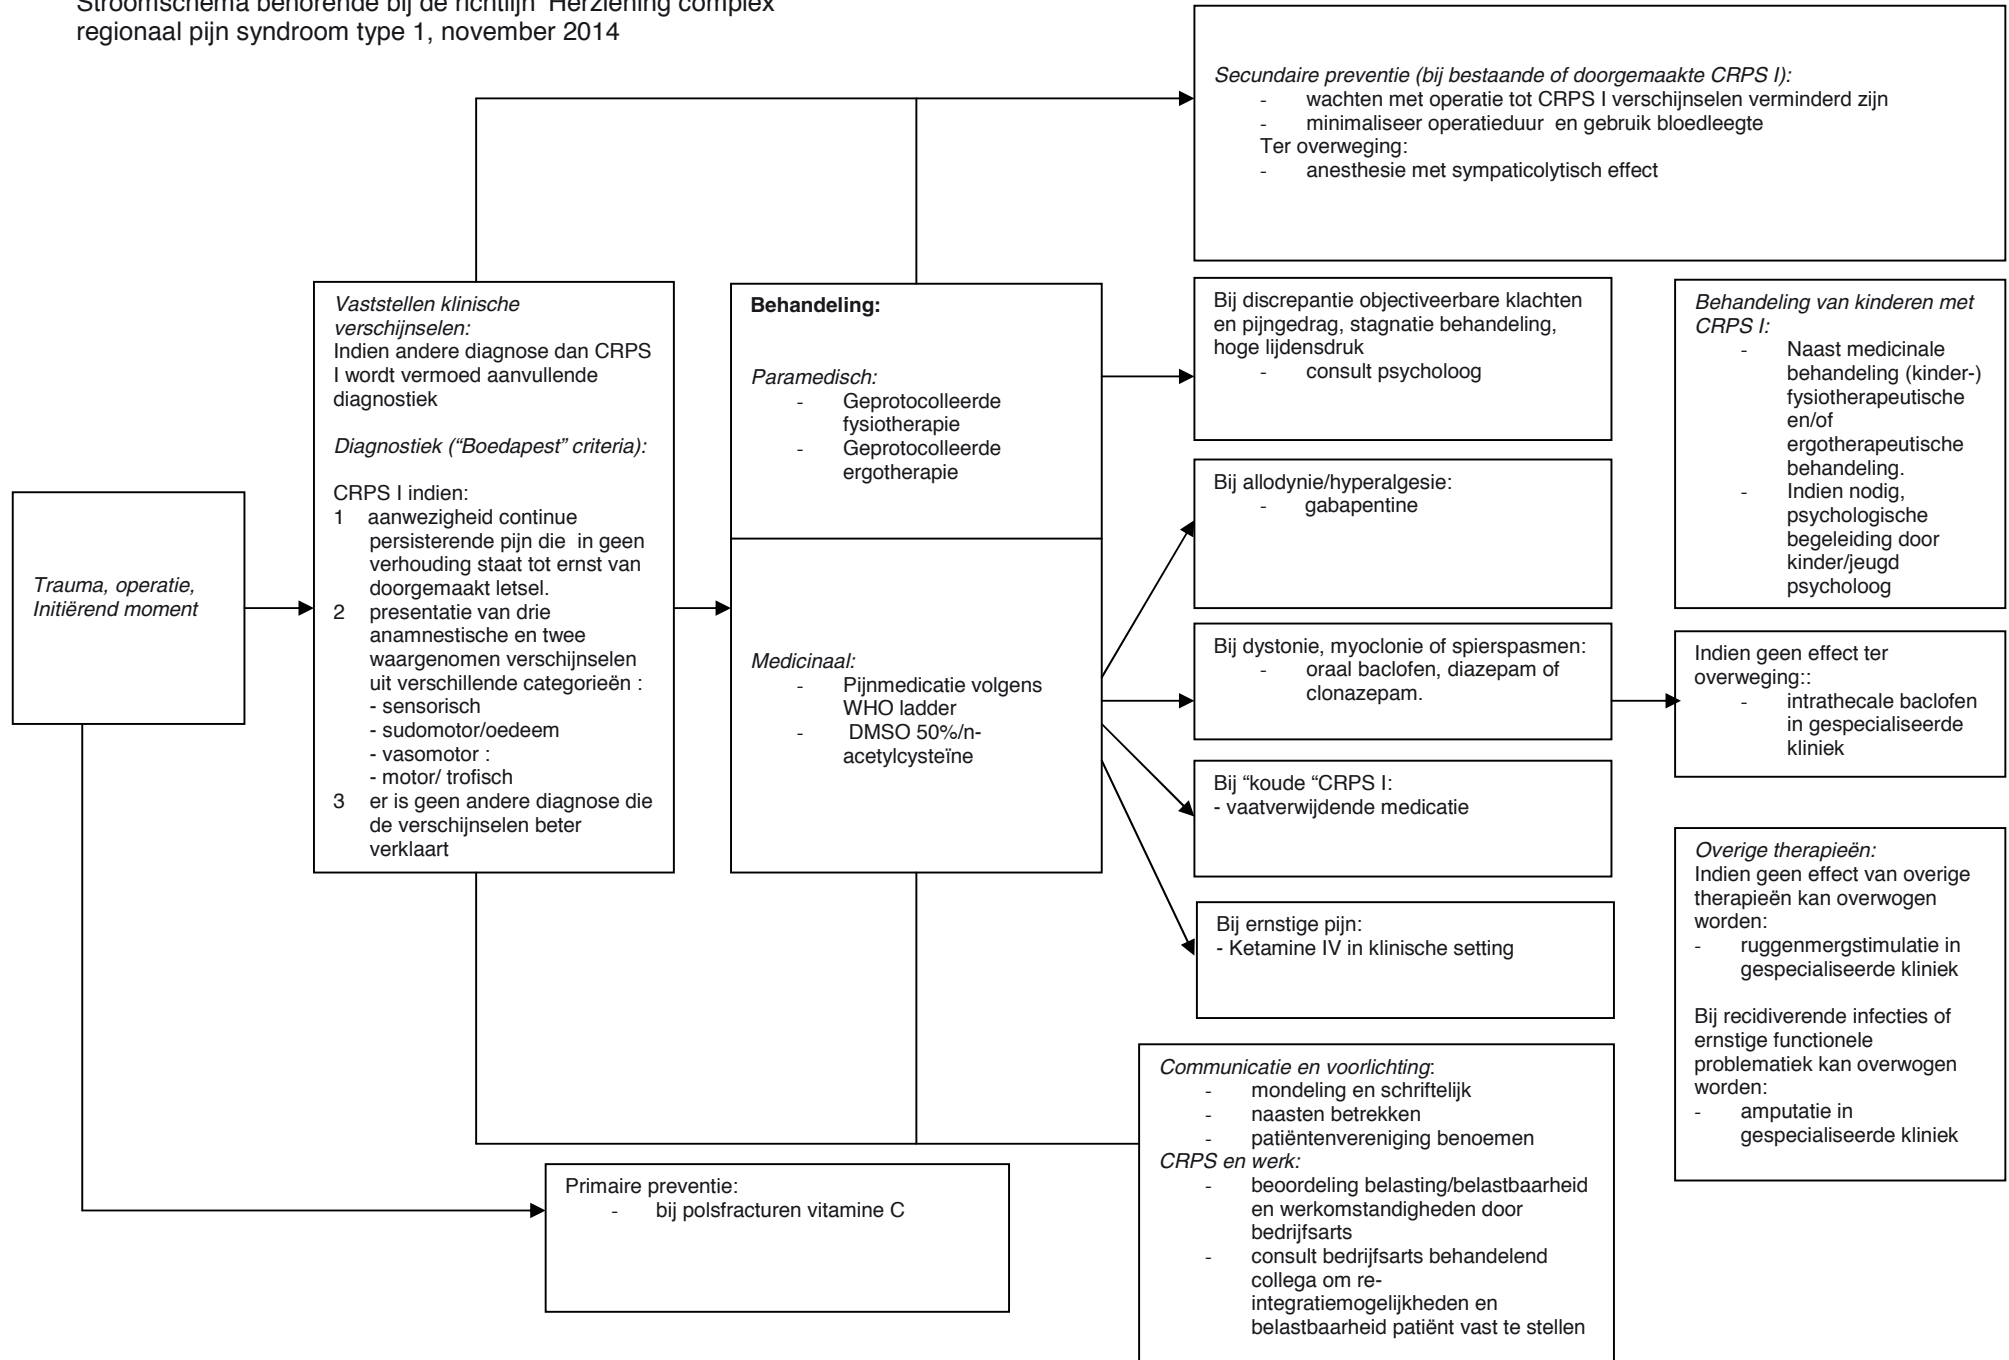 Stroomschema behorende bij de richtlijn Herziening complex
regionaal pijn syndroom type 1, november 2014
Secundaire preventie (bij bestaande of doorgemaakte CRPS I):
- wachten met operatie tot CRPS I verschijnselen verminderd zijn
- minimaliseer operatieduur en gebruik bloedleegte
Ter overweging:
- anesthesie met sympaticolytisch effect
Trauma, operatie,
Initiërend moment
Vaststellen klinische
verschijnselen:
Indien andere diagnose dan CRPS
I wordt vermoed aanvullende
diagnostiek
Diagnostiek (“Boedapest” criteria):
CRPS I indien:
1 aanwezigheid continue
persisterende pijn die in geen
verhouding staat tot ernst van
doorgemaakt letsel.
2 presentatie van drie
anamnestische en twee
waargenomen verschijnselen
uit verschillende categorieën :
- sensorisch
- sudomotor/oedeem
- vasomotor :
- motor/ trofisch
3 er is geen andere diagnose die
de verschijnselen beter
verklaart
Behandeling:
Paramedisch:
- Geprotocolleerde
fysiotherapie
- Geprotocolleerde
ergotherapie
Medicinaal:
- Pijnmedicatie volgens
WHO ladder
- DMSO 50%/n-
acetylcysteïne
Bij discrepantie objectiveerbare klachten
en pijngedrag, stagnatie behandeling,
hoge lijdensdruk
- consult psycholoog
Bij allodynie/hyperalgesie:
- gabapentine
Bij dystonie, myoclonie of spierspasmen:
- oraal baclofen, diazepam of
clonazepam.
Bij “koude “CRPS I:
- vaatverwijdende medicatie
Bij ernstige pijn:
- Ketamine IV in klinische setting
Behandeling van kinderen met
CRPS I:
- Naast medicinale
behandeling (kinder-)
fysiotherapeutische
en/of
ergotherapeutische
behandeling.
- Indien nodig,
psychologische
begeleiding door
kinder/jeugd
psycholoog
Indien geen effect ter
overweging::
- intrathecale baclofen
in gespecialiseerde
kliniek
Overige therapieën:
Indien geen effect van overige
therapieën kan overwogen
worden:
- ruggenmergstimulatie in
gespecialiseerde kliniek
Bij recidiverende infecties of
ernstige functionele
problematiek kan overwogen
worden:
- amputatie in
gespecialiseerde kliniek
Communicatie en voorlichting:
- mondeling en schriftelijk
- naasten betrekken
- patiëntenvereniging benoemen
CRPS en werk:
- beoordeling belasting/belastbaarheid
en werkomstandigheden door
bedrijfsarts
- consult bedrijfsarts behandelend
collega om re-
integratiemogelijkheden en
belastbaarheid patiënt vast te stellen
Primaire preventie:
- bij polsfracturen vitamine C